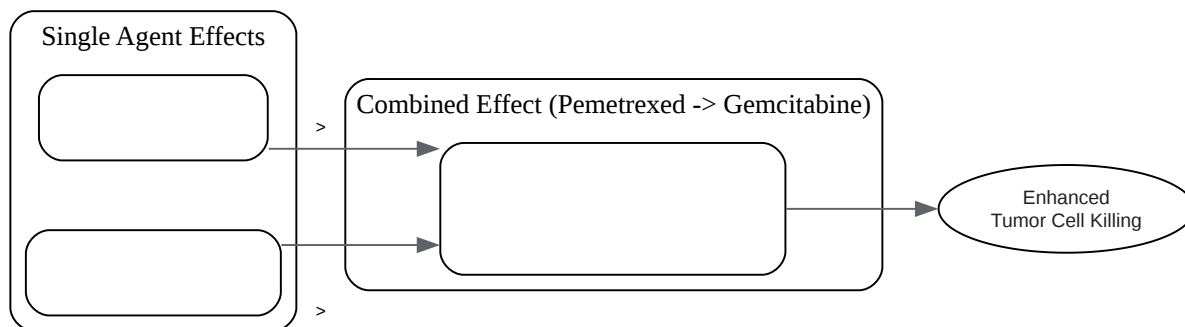 Single Agent Effects
>
Combined Effect (Pemetrexed -> Gemcitabine)
>
Enhanced
Tumor Cell Killing